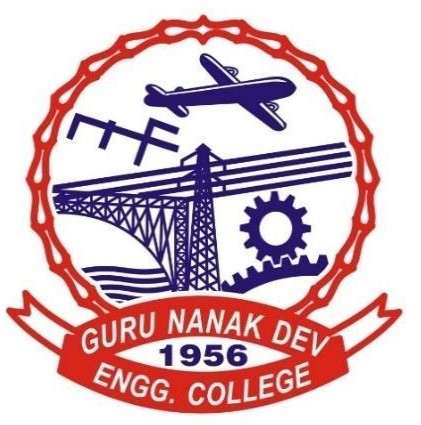 GURU NANAK DEV
1956
ENGG. COLLEGE